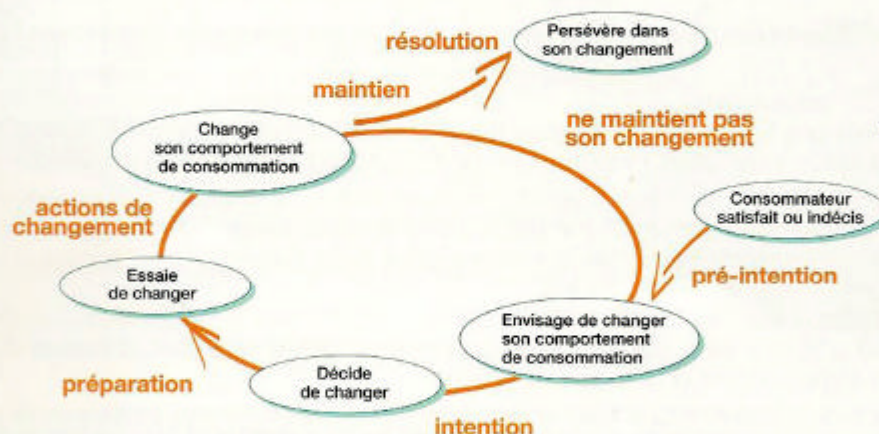 résolution
Persévère dans
son changement
maintien
ne maintient pas
son changement
Change
son comportement
de consommation
Consommateur
satisfait ou indécis
actions de
changement
pré-intention
Essaie
de changer
Envisage de changer
son comportement
de consommation
préparation
Décide
de changer
intention